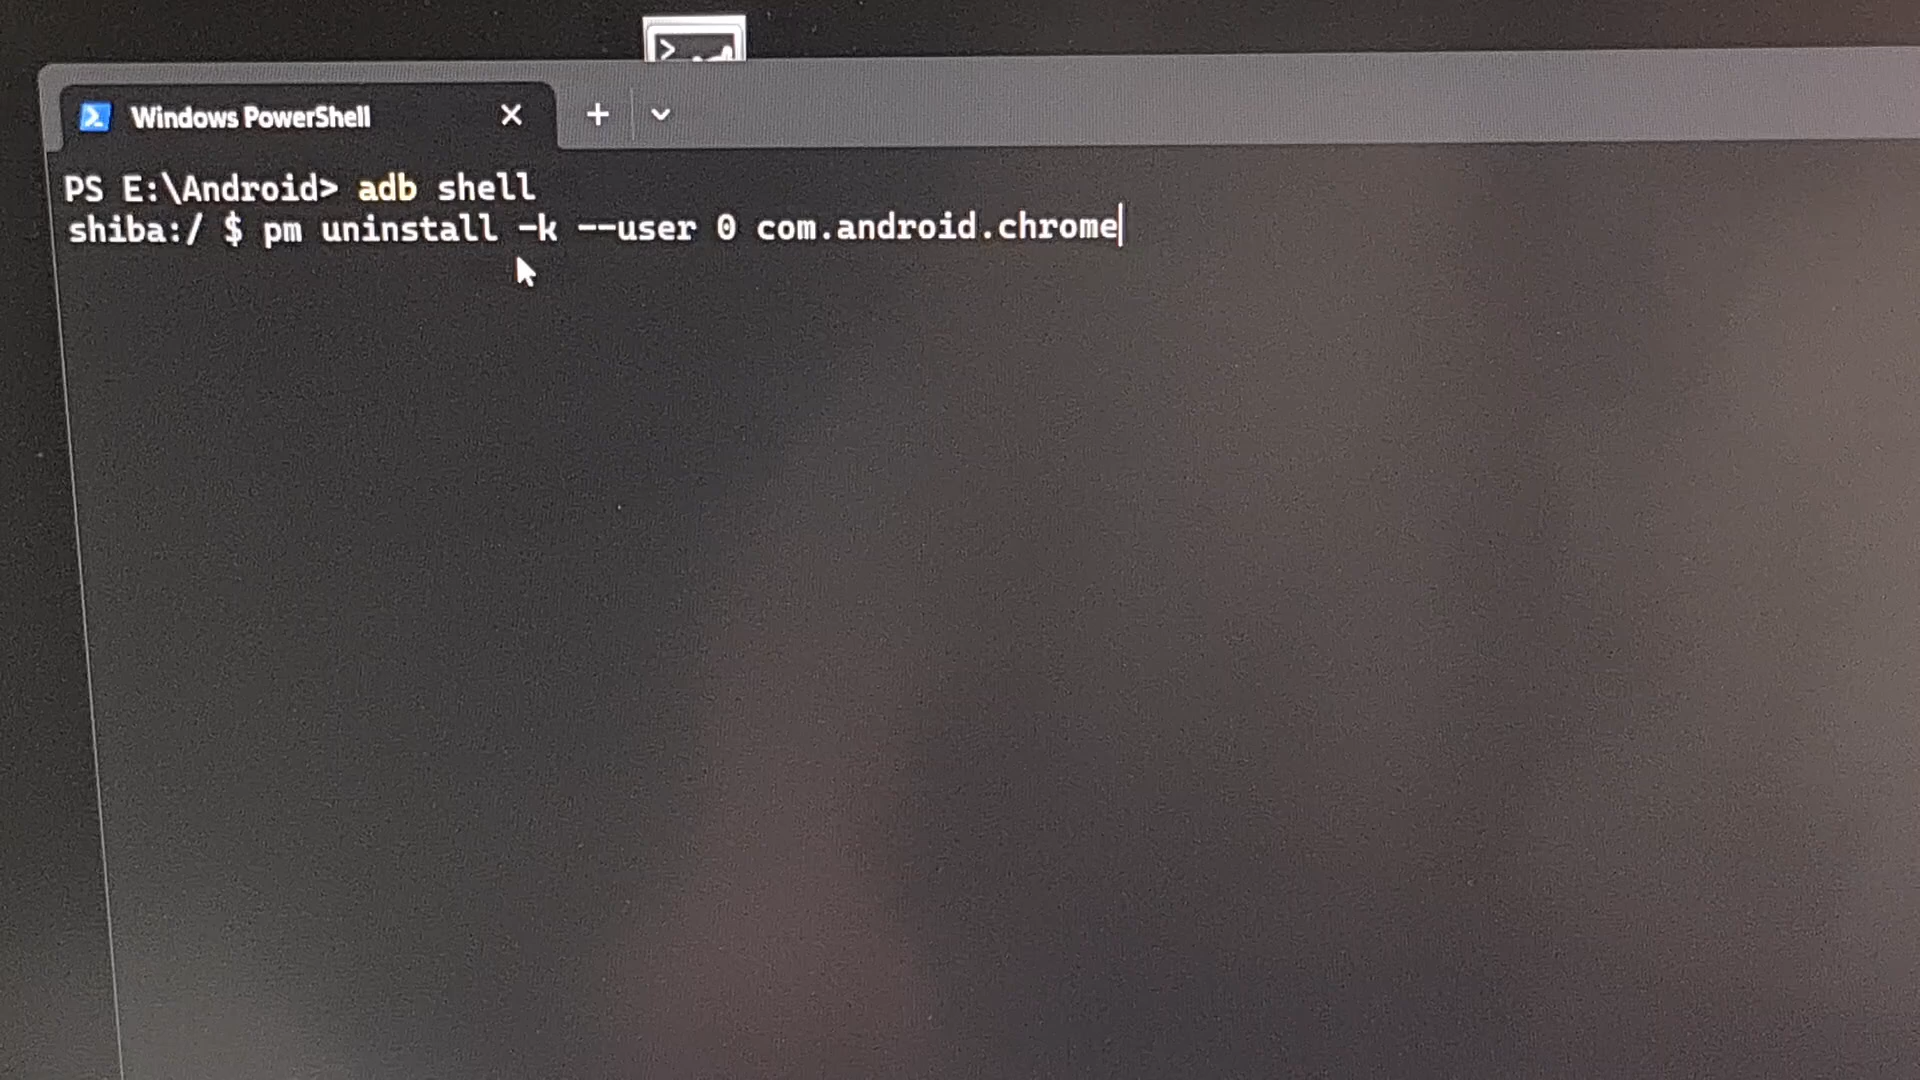 Windows PowerShell
PS E:\Android> adb shell
shiba:/ $ pm uninstall -k --user 0 com.android.chrome